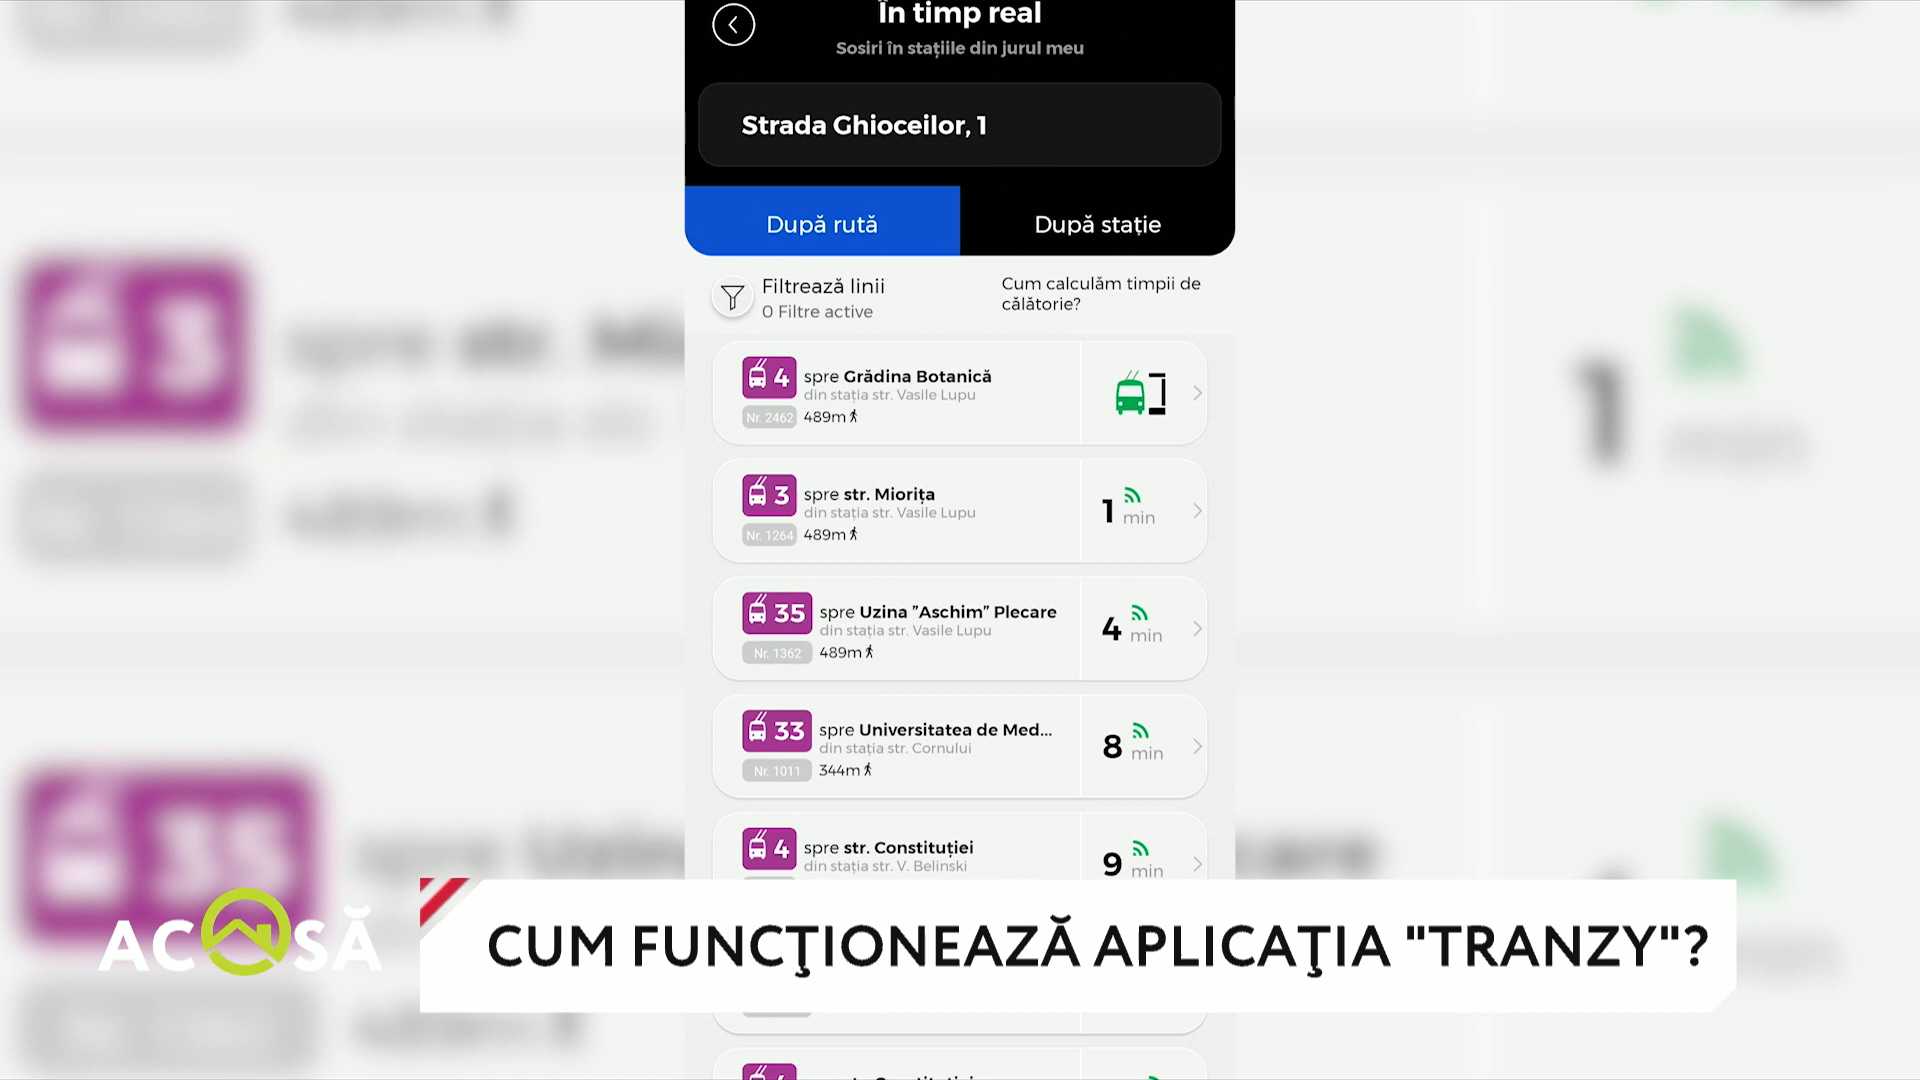 În timp real
Sosiri în stațiile din jurul meu
Strada Ghioceilor, 1
După rută
După stație
Filtrează linii
0 Filtre active
Cum calculăm timpii de
călătorie?
4 spre Grădina Botanică
din stația str. Vasile Lupu
Nr. 2462 489m
3 spre str. Miorița
din stația str. Vasile Lupu
Nr. 1264 489m
1 min
35 spre Uzina ”Aschim” Plecare
din stația str. Vasile Lupu
Nr. 1362 489m
4 min
33 spre Universitatea de Med...
din stația str. Cornului
Nr. 1011 344m
8 min
4 spre str. Constituției
din stația str. V. Belinski
9 min
ACASĂ
CUM FUNCŢIONEAZĂ APLICAŢIA "TRANZY"?